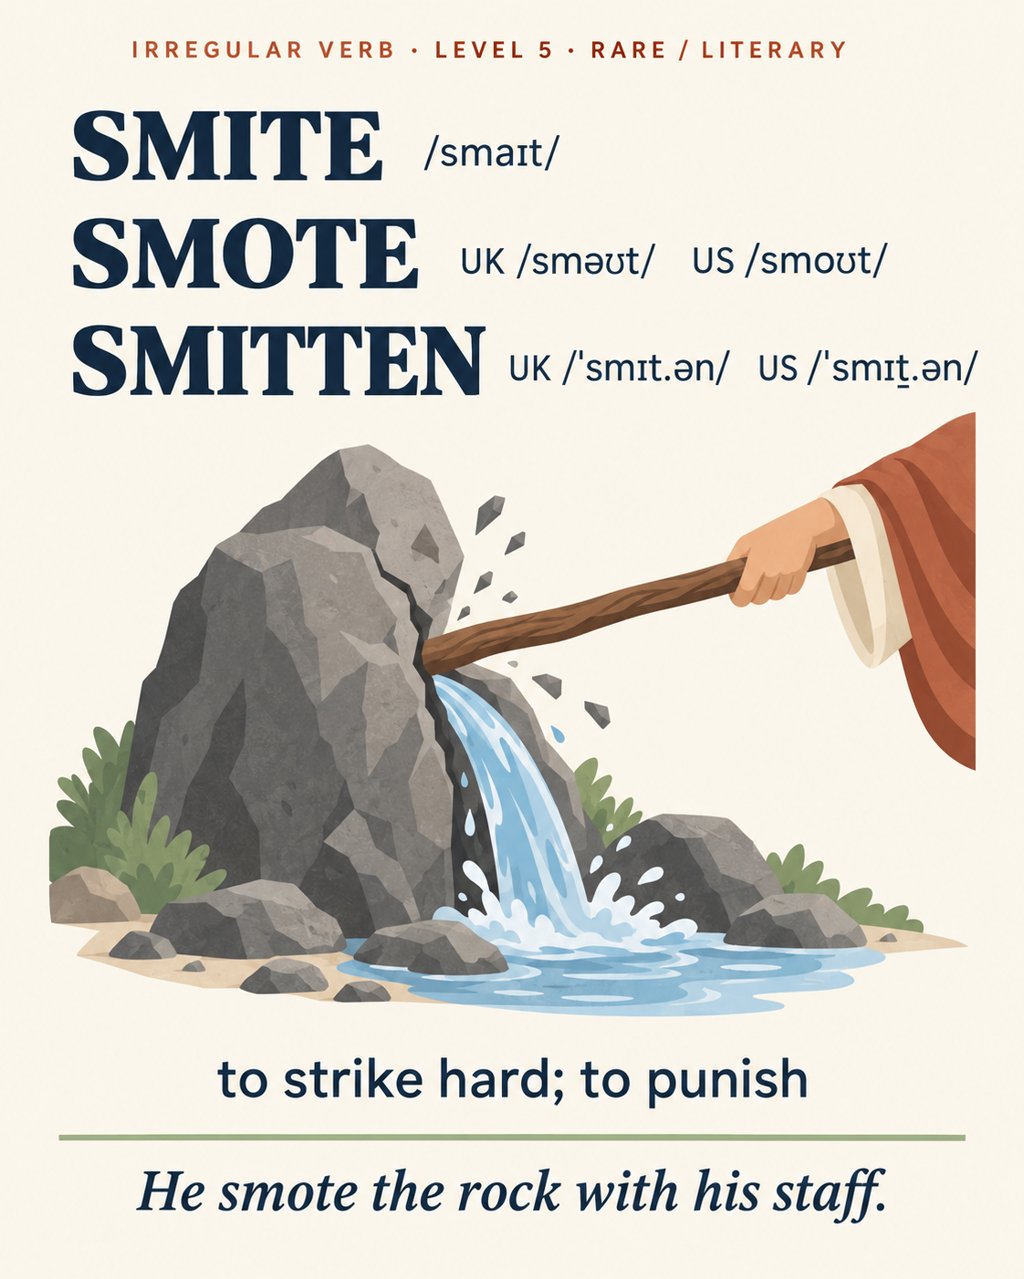 IRREGULAR VERB · LEVEL 5 · RARE / LITERARY
SMITE /smaɪt/
SMOTE UK /sməʊt/ US /smoʊt/
SMITTEN UK /ˈsmɪt.ən/ US /ˈsmɪṯ.ən/
to strike hard; to punish
He smote the rock with his staff.